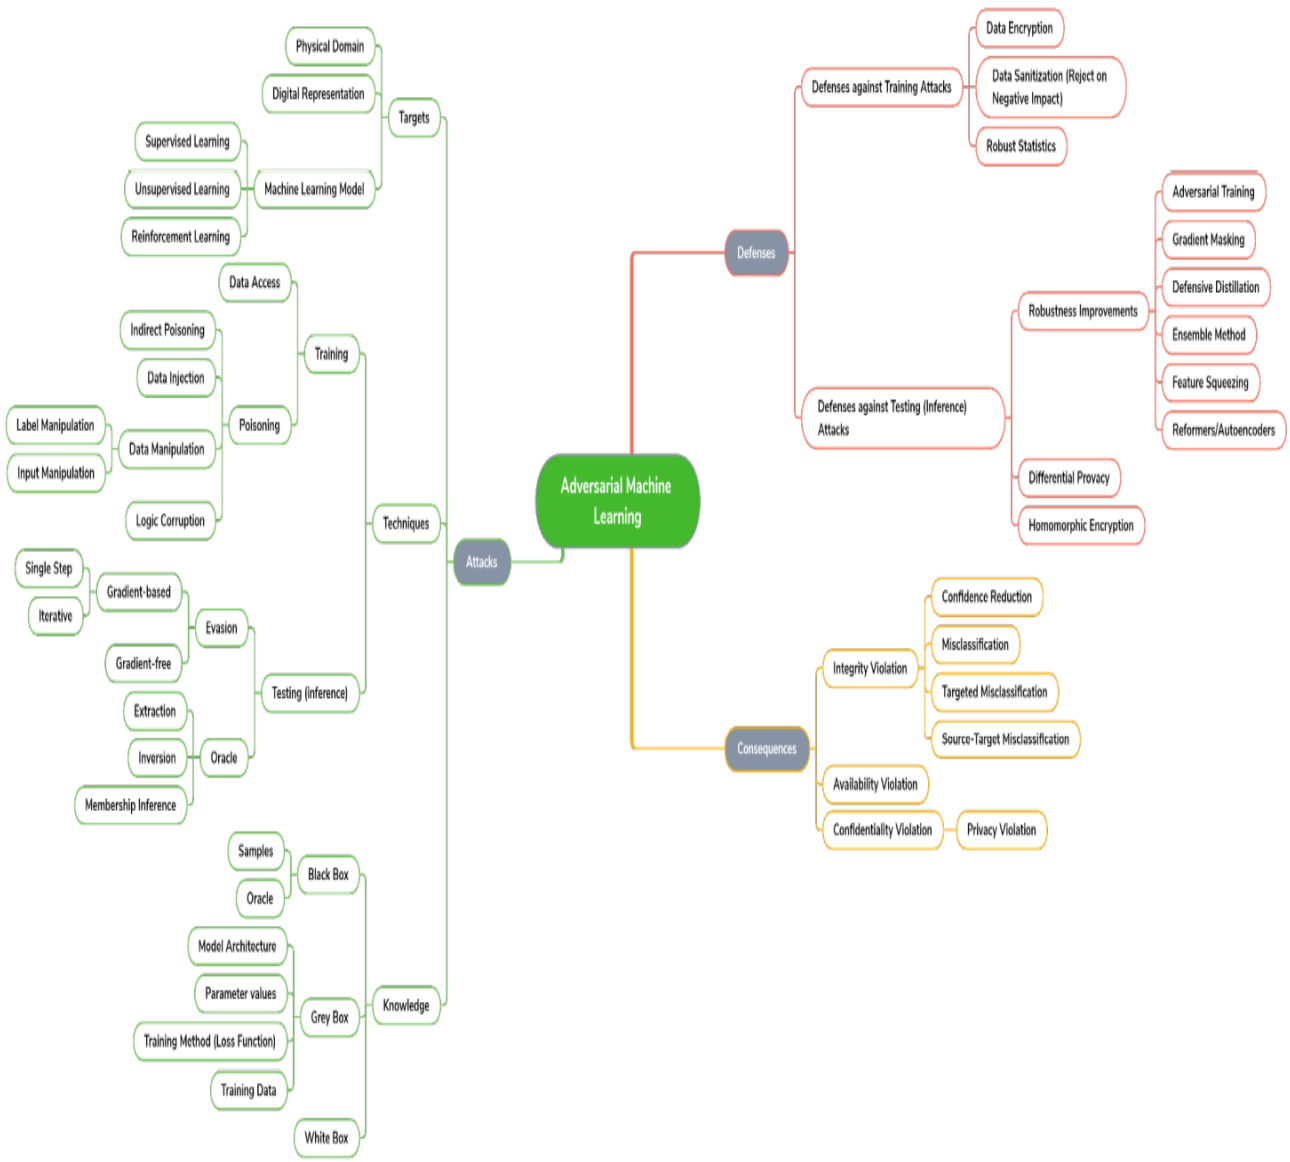 Physical Domain
Digital Representation
Targets
Supervised Learning
Unsupervised Learning
Machine Learning Model
Reinforcement Learning
Data Access
Indirect Poisoning
Training
Data Injection
Label Manipulation
Poisoning
Data Manipulation
Input Manipulation
Logic Corruption
Techniques
Attacks
Single Step
Gradient-based
Iterative
Evasion
Gradient-free
Testing (inference)
Extraction
Inversion
Oracle
Membership Inference
Samples
Black Box
Oracle
Model Architecture
Parameter values
Knowledge
Grey Box
Training Method (Loss Function)
Training Data
White Box
Adversarial Machine
Learning
Data Encryption
Defenses against Training Attacks
Data Sanitization (Reject on
Negative Impact)
Robust Statistics
Defenses
Adversarial Training
Gradient Masking
Defensive Distillation
Robustness Improvements
Ensemble Method
Feature Squeezing
Reformers/Autoencoders
Defenses against Testing (Inference)
Attacks
Differential Provacy
Homomorphic Encryption
Confidence Reduction
Misclassification
Integrity Violation
Targeted Misclassification
Source-Target Misclassification
Consequences
Availability Violation
Confidentiality Violation
Privacy Violation